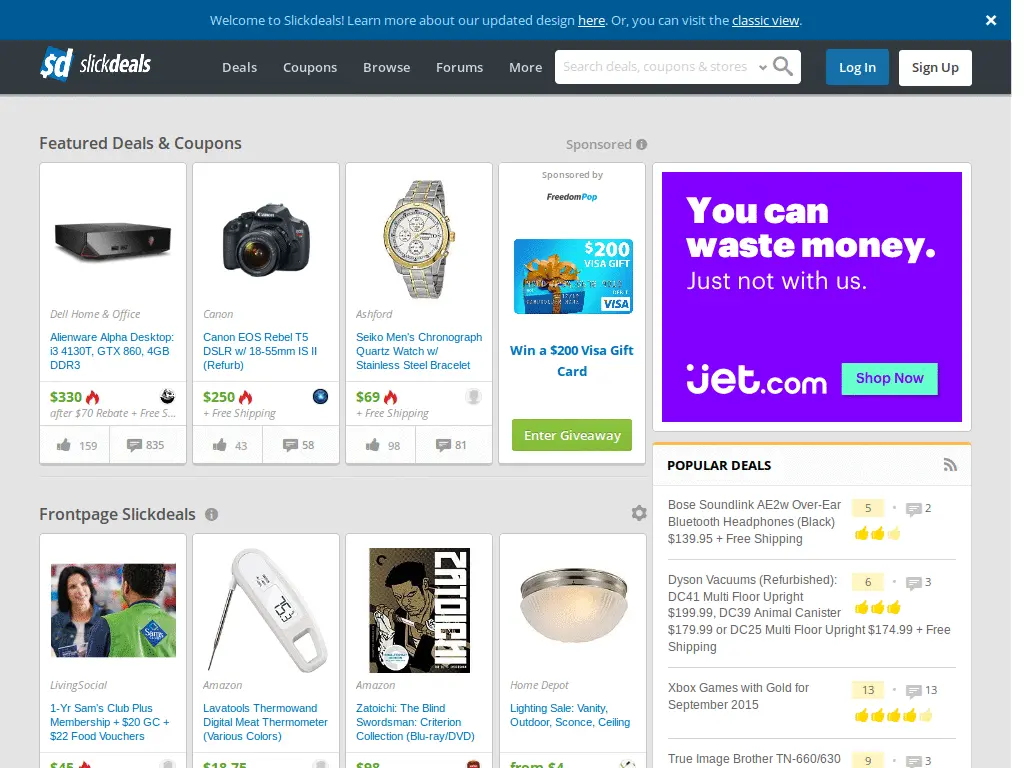 Welcome to Slickdeals! Learn more about our updated design here. Or, you can visit the classic view.
sd slickdeals
Deals
Coupons
Browse
Forums
More
Search deals, coupons & stores
Log In
Sign Up
Featured Deals & Coupons
Sponsored
Dell Home & Office
Alienware Alpha Desktop:
i3 4130T, GTX 860, 4GB
DDR3
$330
after $70 Rebate + Free S...
159
835
Canon
Canon EOS Rebel T5
DSLR w/ 18-55mm IS II
(Refurb)
$250
+ Free Shipping
43
58
Ashford
Seiko Men's Chronograph
Quartz Watch w/
Stainless Steel Bracelet
$69
+ Free Shipping
98
81
Sponsored by
FreedomPop
$200
VISA GIFT
DEBIT
VISA
Win a $200 Visa Gift
Card
Enter Giveaway
You can
waste money.
Just not with us.
jet.com
Shop Now
POPULAR DEALS
Bose Soundlink AE2w Over-Ear
Bluetooth Headphones (Black)
$139.95 + Free Shipping
5
2
Dyson Vacuums (Refurbished):
DC41 Multi Floor Upright
$199.99, DC39 Animal Canister
$179.99 or DC25 Multi Floor Upright $174.99 + Free
Shipping
6
3
Xbox Games with Gold for
September 2015
13
13
True Image Brother TN-660/630
9
3
Frontpage Slickdeals
Sam's
LivingSocial
1-Yr Sam's Club Plus
Membership + $20 GC +
$22 Food Vouchers
$45
75.3
Amazon
Lavatools Thermowand
Digital Meat Thermometer
(Various Colors)
$18.75
ZATOICHI
Amazon
Zatoichi: The Blind
Swordsman: Criterion
Collection (Blu-ray/DVD)
$98
Home Depot
Lighting Sale: Vanity,
Outdoor, Sconce, Ceiling
from $4